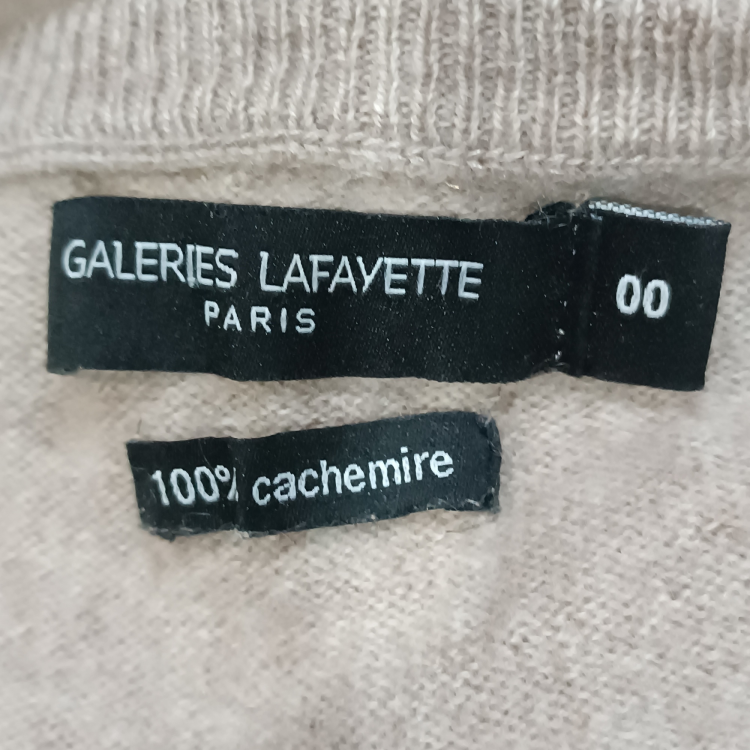 GALERIES LAFAYETTE
PARIS
00
100% cachemire